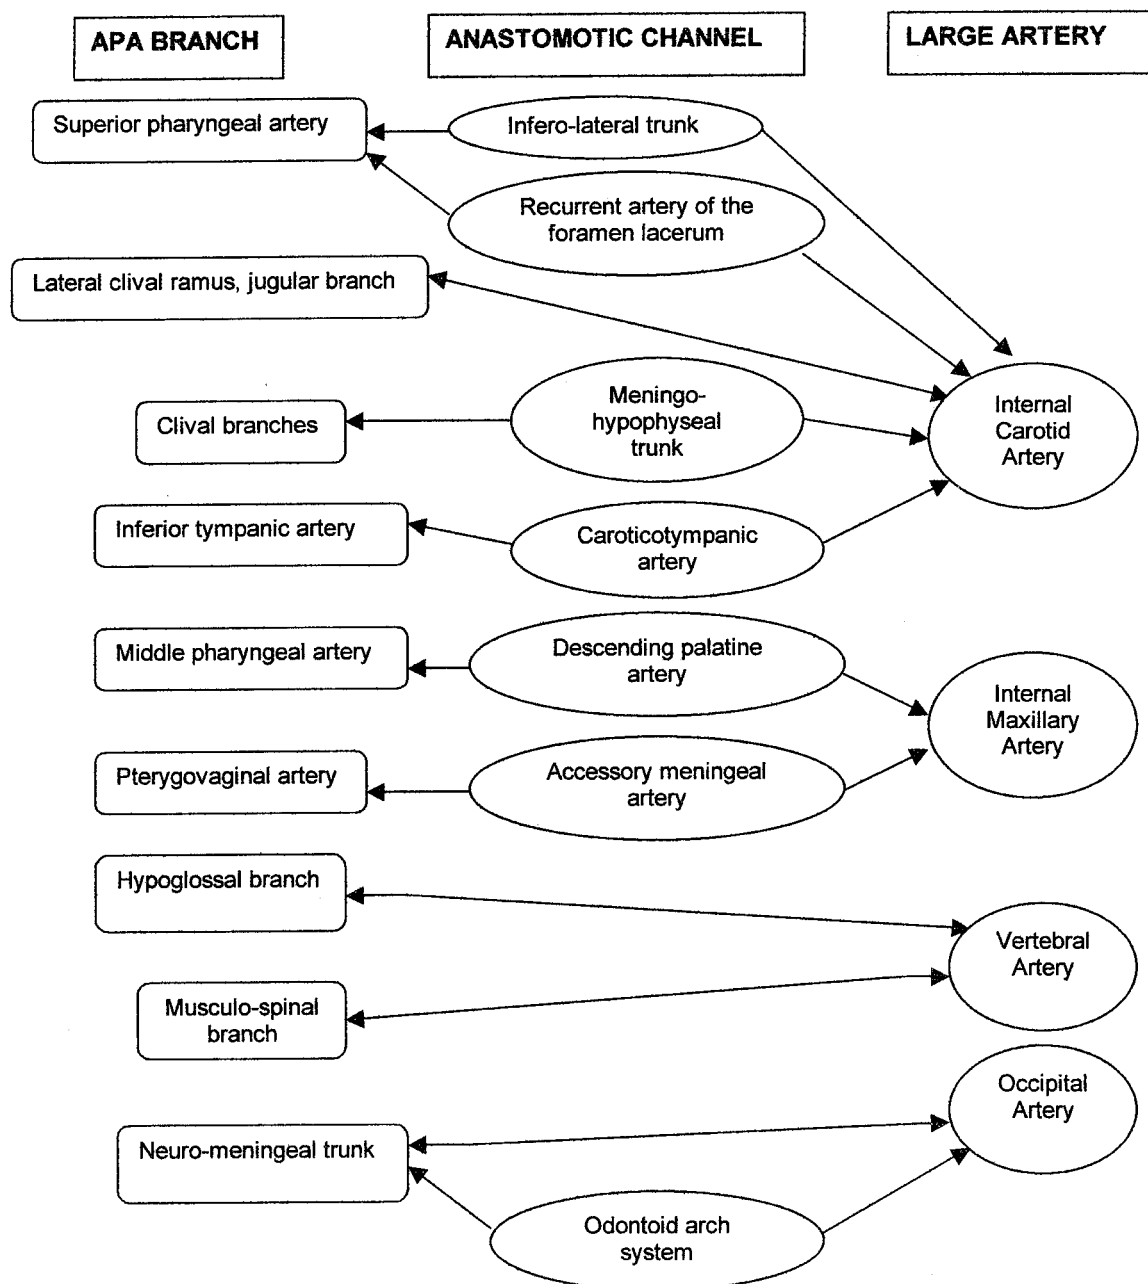 APA BRANCH
ANASTOMOTIC CHANNEL
LARGE ARTERY
Superior pharyngeal artery
Infero-lateral trunk
Recurrent artery of the
foramen lacerum
Lateral clival ramus, jugular branch
Clival branches
Meningo-
hypophyseal
trunk
Internal
Carotid
Artery
Inferior tympanic artery
Caroticotympanic
artery
Middle pharyngeal artery
Descending palatine
artery
Internal
Maxillary
Artery
Pterygovaginal artery
Accessory meningeal
artery
Hypoglossal branch
Vertebral
Artery
Musculo-spinal
branch
Occipital
Artery
Neuro-meningeal trunk
Odontoid arch
system